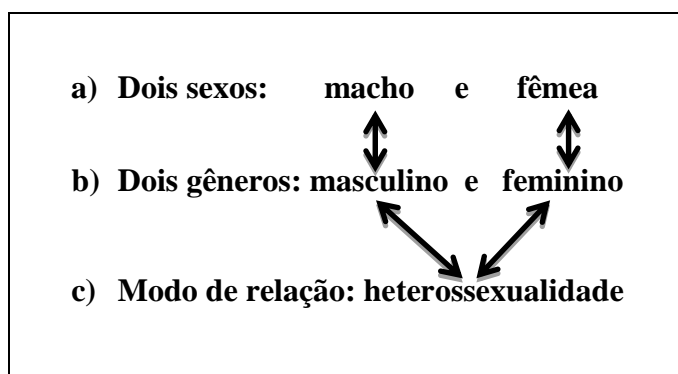 a) Dois sexos: macho e fêmea
b) Dois gêneros: masculino e feminino
c) Modo de relação: heterossexualidade